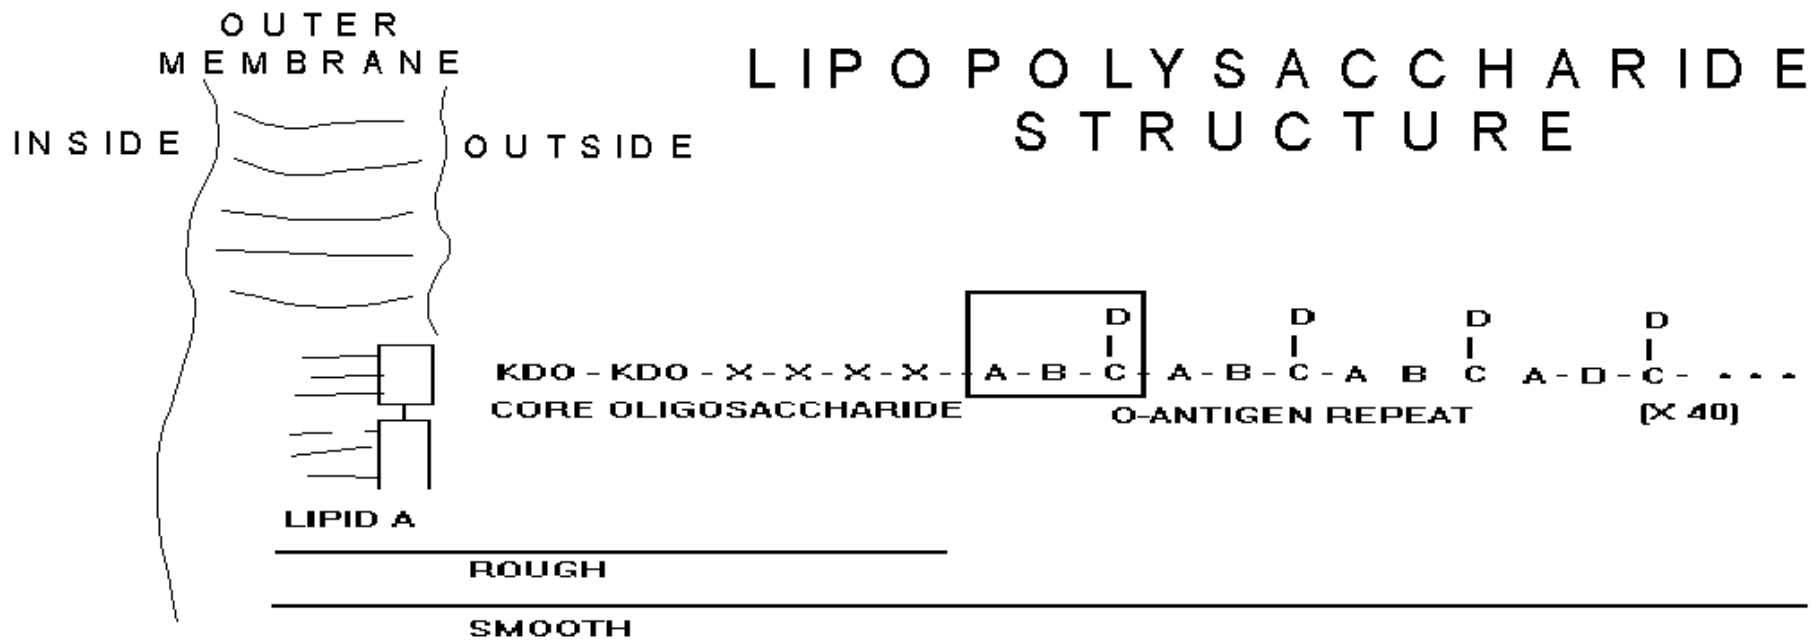 OUTER
MEMBRANE
LIPOPOLYSACCHARIDE
STRUCTURE
INSIDE
OUTSIDE
D D D D
KDO-KDO-X-X-X-X-A-B-C-A-B-C-A B C A-D-C- ...
CORE OLIGOSACCHARIDE
O-ANTIGEN REPEAT
(X 40)
LIPID A
ROUGH
SMOOTH